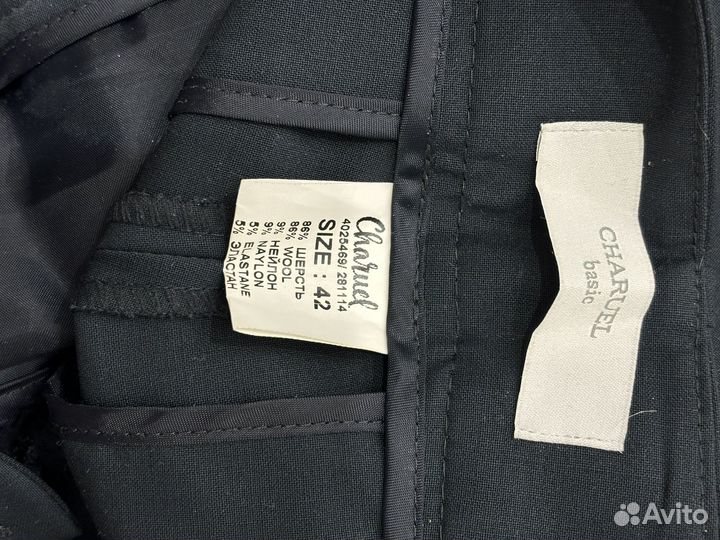 Charuel
4025469/ 281114
SIZE : 42
86% ШЕРСТЬ
86% WOOL
9% НЕЙЛОН
9% NAYLON
5% ELASTANE
5% ЭЛАСТАН
CHARUEL
basic
Avito